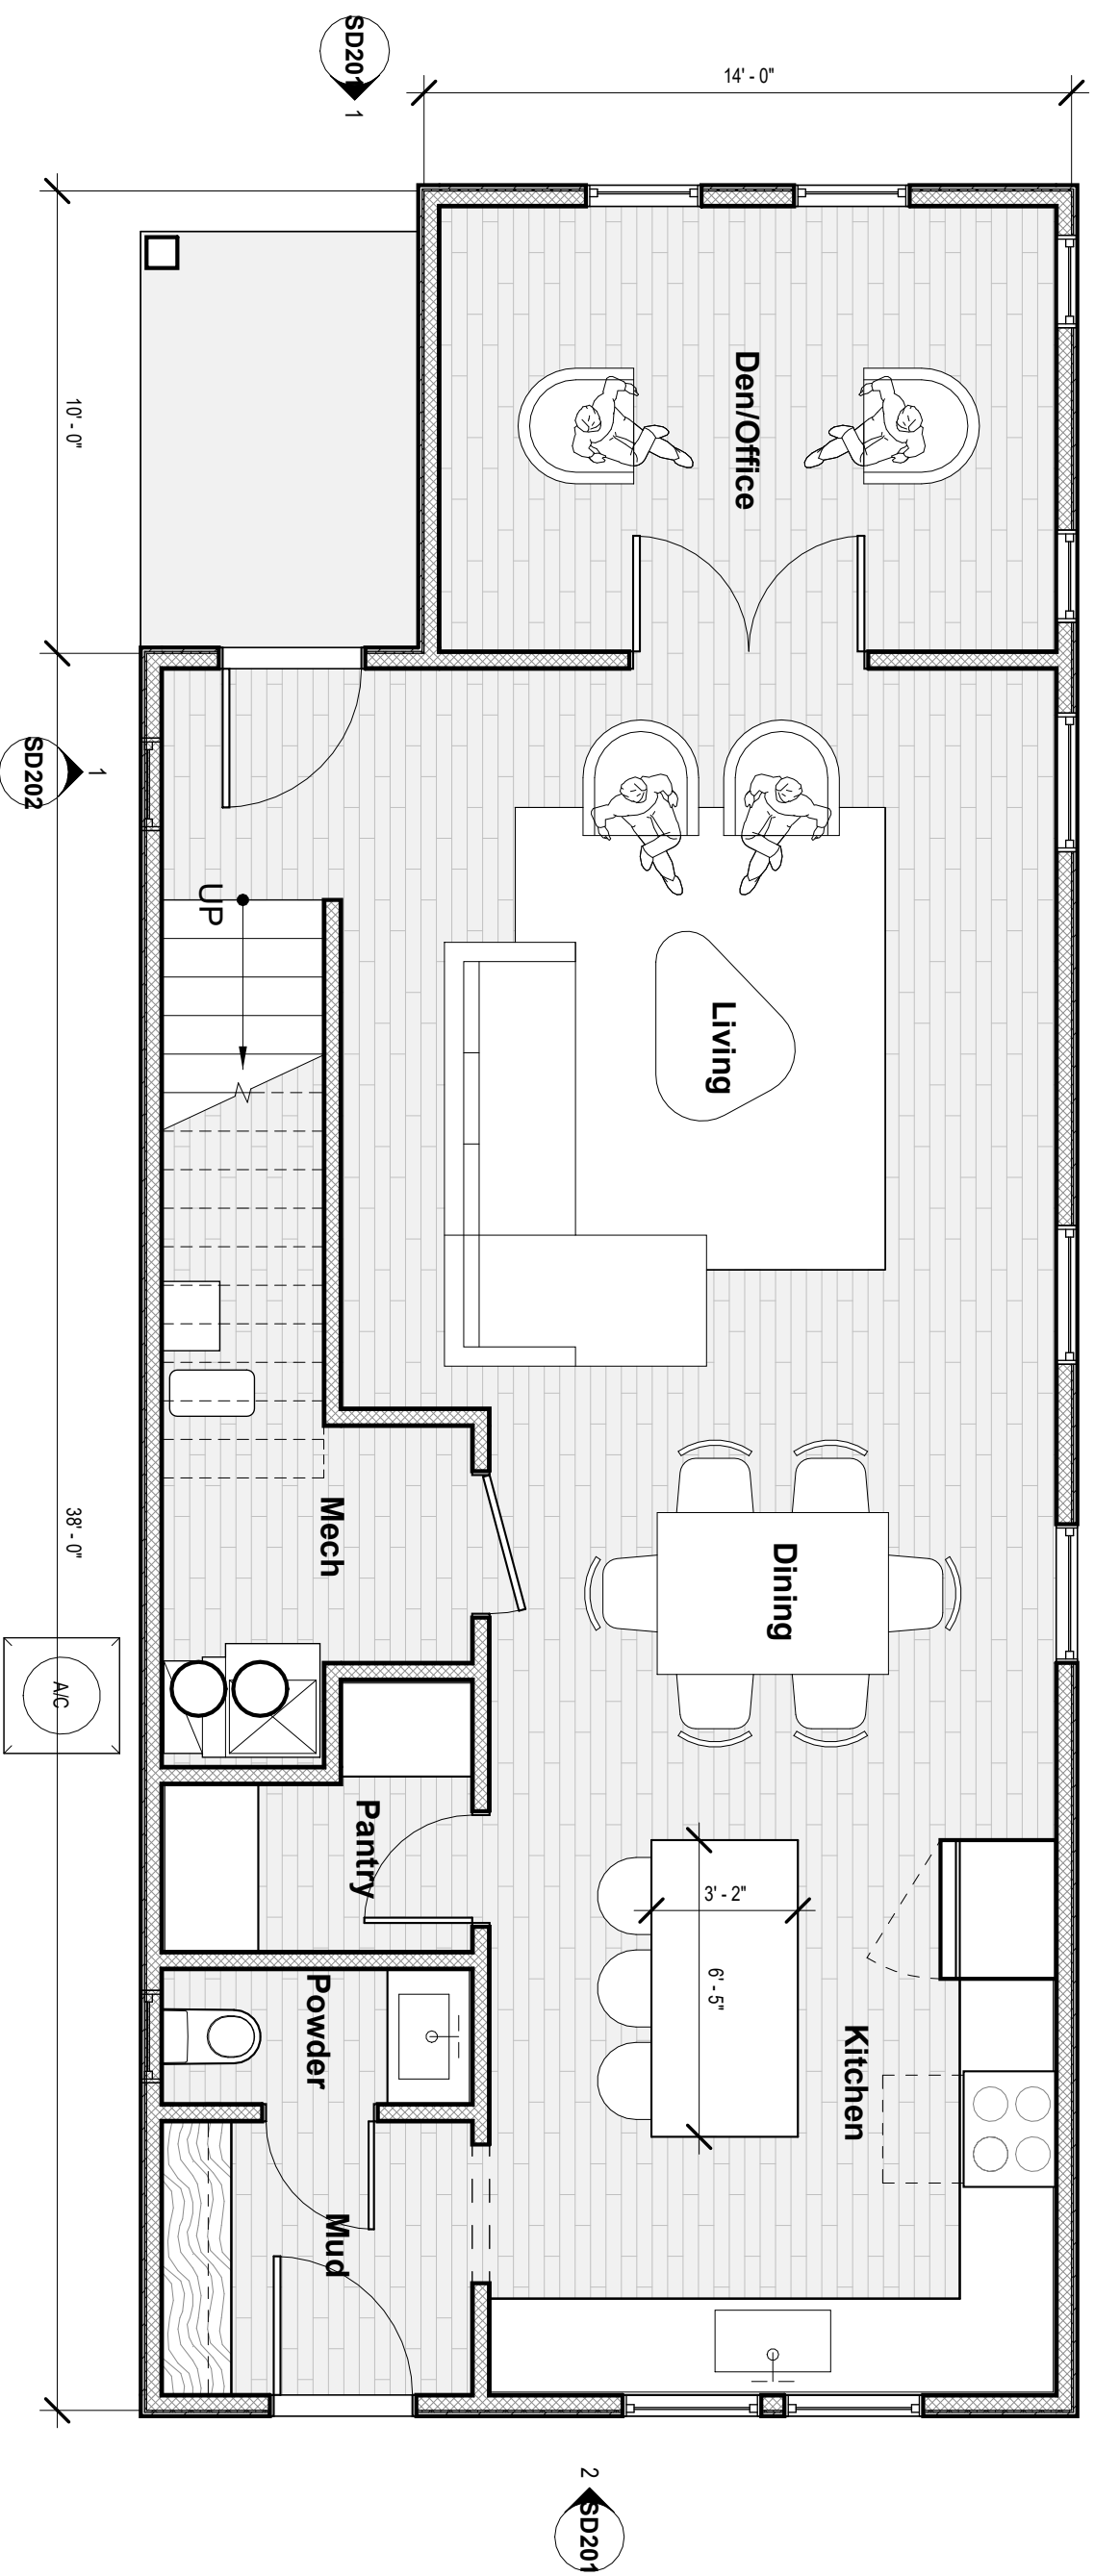 SD201
1
14' - 0"
10' - 0"
Den/Office
SD202
1
UP
Living
38' - 0"
Mech
Dining
A/C
Pantry
3' - 2"
6' - 5"
Kitchen
Powder
Mud
2
SD201